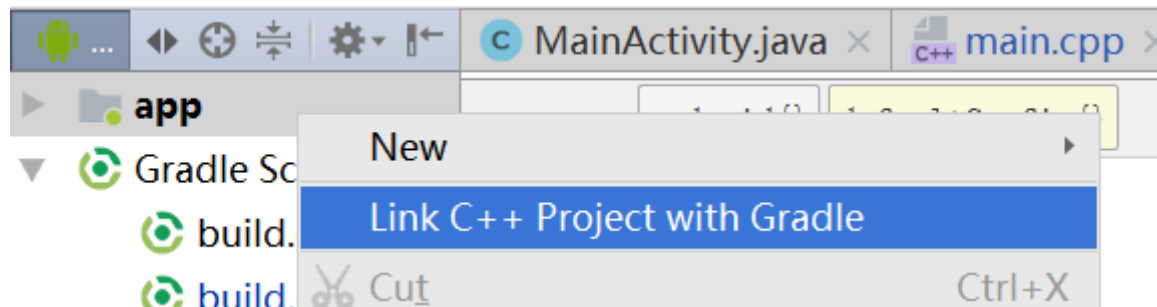 ... C MainActivity.java C++ main.cpp
app
New
Gradle Sc
Link C++ Project with Gradle
build.
Cut Ctrl+X
build.